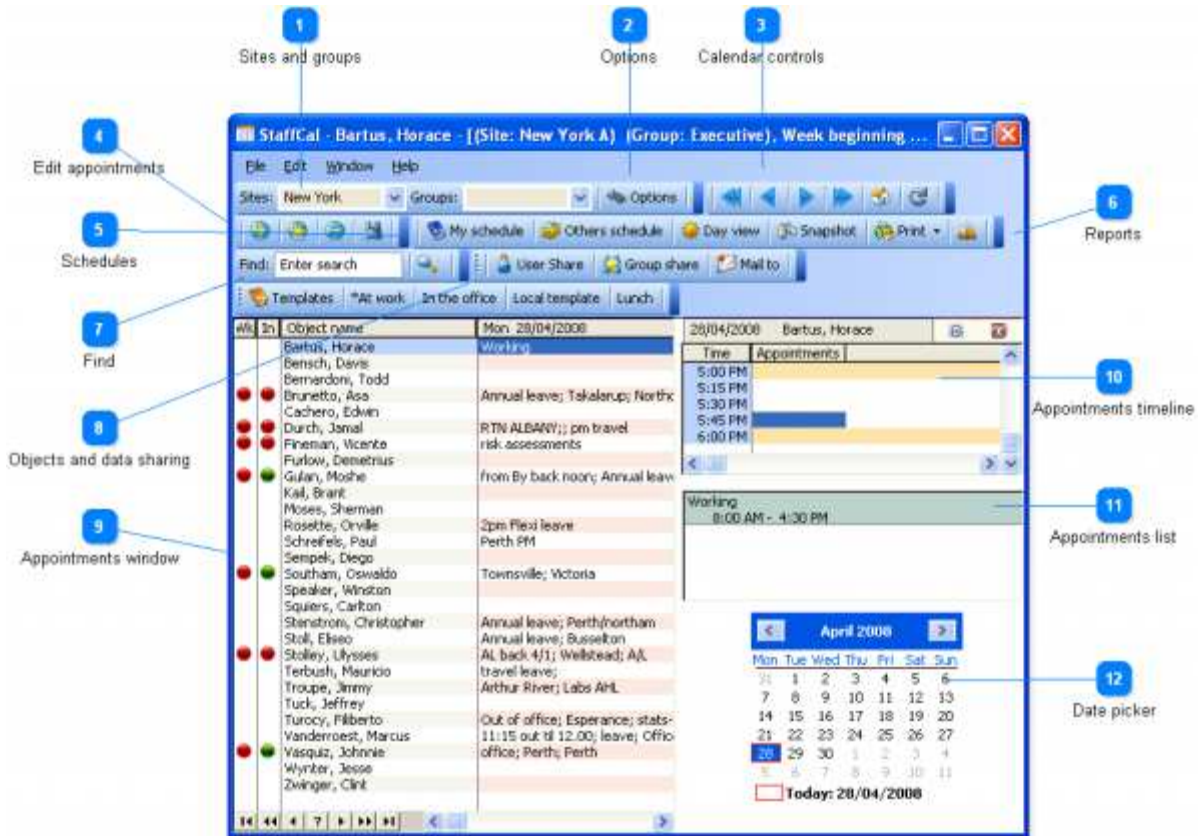 1 2 3
Sites and groups Options Calendar controls
4
Edit appointments
StaffCal - Bartus, Horace - [(Site: New York A) (Group: Executive), Week beginning ...
File Edit Window Help
Sites: New York Groups: Options
5
Schedules
My schedule Others schedule Day view Snapshot Print
6
Reports
Find: Enter search User Share Group share Mail to
Templates *At work In the office Local template Lunch
7
Find
8
Objects and data sharing
9
Appointments window
Wk In Object name Mon 28/04/2008
Bartus, Horace Working
Bensch, Davis
Bernardoni, Todd
Brunetto, Asa Annual leave; Takalarup; Northc
Cachero, Edwin
Durch, Jamal RTN ALBANY;; pm travel
Fineman, Vicente risk assessments
Furlow, Demetrius
Gulan, Moshe from By back noon; Annual leav
Kail, Brant
Moses, Sherman
Rosette, Orville 2pm Flexi leave
Schreifels, Paul Perth PM
Sempek, Diego
Southam, Oswaldo Townsville; Victoria
Speaker, Winston
Squiers, Carlton
Stenstrom, Christopher Annual leave; Perth/northam
Stoll, Eliseo Annual leave; Busselton
Stolley, Ulysses AL back 4/1; Wellstead; A/L
Terbush, Mauricio travel leave;
Troupe, Jimmy Arthur River; Labs AHL
Tuck, Jeffrey
Turocy, Filiberto Out of office; Esperance; stats-
Vanderroest, Marcus 11:15 out til 12.00; leave; Offic
Vasquiz, Johnnie office; Perth; Perth
Wynter, Jesse
Zwinger, Clint
28/04/2008 Bartus, Horace
Time Appointments
5:00 PM
5:15 PM
5:30 PM
5:45 PM
6:00 PM
10
Appointments timeline
Working
8:00 AM - 4:30 PM
11
Appointments list
April 2008
Mon Tue Wed Thu Fri Sat Sun
31 1 2 3 4 5 6
7 8 9 10 11 12 13
14 15 16 17 18 19 20
21 22 23 24 25 26 27
28 29 30 1 2 3 4
5 6 7 8 9 10 11
Today: 28/04/2008
12
Date picker